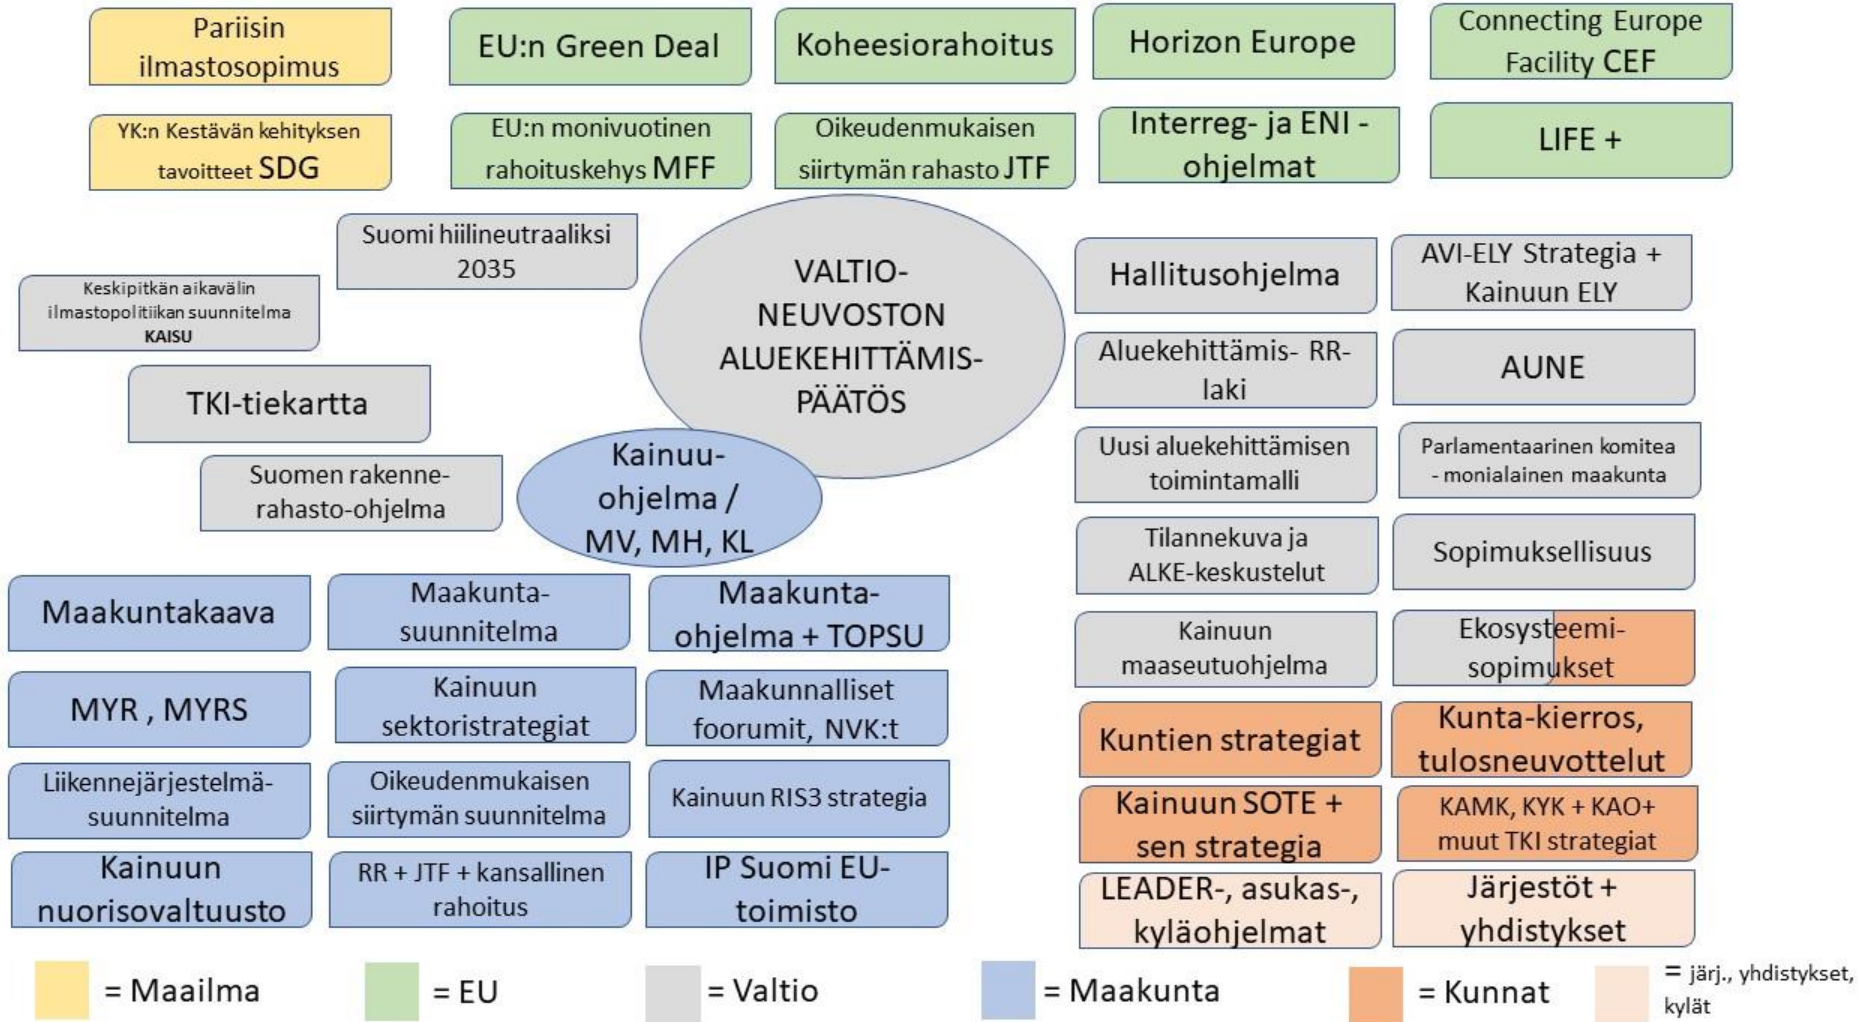 Pariisin
ilmastosopimus
EU:n Green Deal
Koheesiorahoitus
Horizon Europe
Connecting Europe
Facility CEF
YK:n Kestävän kehityksen
tavoitteet SDG
EU:n monivuotinen
rahoituskehys MFF
Oikeudenmukaisen
siirtymän rahasto JTF
Interreg- ja ENI -
ohjelmat
LIFE +
Suomi hiilineutraaliksi
2035
Keskipitkän aikavälin
ilmastopolitiikan suunnitelma
KAISU
TKI-tiekartta
Suomen rakenne-
rahasto-ohjelma
VALTIO-
NEUVOSTON
ALUEKEHITTÄMIS-
PÄÄTÖS
Kainuu-
ohjelma /
MV, MH, KL
Hallitusohjelma
AVI-ELY Strategia +
Kainuun ELY
Aluekehittämis- RR-
laki
AUNE
Uusi aluekehittämisen
toimintamalli
Parlamentaarinen komitea
- monialainen maakunta
Tilannekuva ja
ALKE-keskustelut
Sopimuksellisuus
Kainuun
maaseutuohjelma
Ekosysteemi-
sopimukset
Kuntien strategiat
Kunta-kierros,
tulosneuvottelut
Kainuun SOTE +
sen strategia
KAMK, KYK + KAO+
muut TKI strategiat
LEADER-, asukas-,
kyläohjelmat
Järjestöt +
yhdistykset
Maakuntakaava
Maakunta-
suunnitelma
Maakunta-
ohjelma + TOPSU
MYR , MYRS
Kainuun
sektoristrategiat
Maakunnalliset
foorumit, NVK:t
Liikennejärjestelmä-
suunnitelma
Oikeudenmukaisen
siirtymän suunnitelma
Kainuun RIS3 strategia
Kainuun
nuorisovaltuusto
RR + JTF + kansallinen
rahoitus
IP Suomi EU-
toimisto
= Maailma
= EU
= Valtio
= Maakunta
= Kunnat
= järj., yhdistykset,
kylät